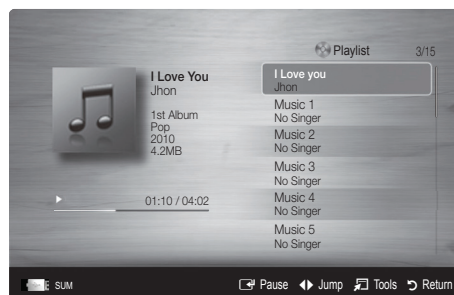 Playlist 3/15
I Love You
Jhon
1st Album
Pop
2010
4.2MB
01:10 / 04:02
I Love you
Jhon
Music 1
No Singer
Music 2
No Singer
Music 3
No Singer
Music 4
No Singer
Music 5
No Singer
SUM
Pause Jump Tools Return